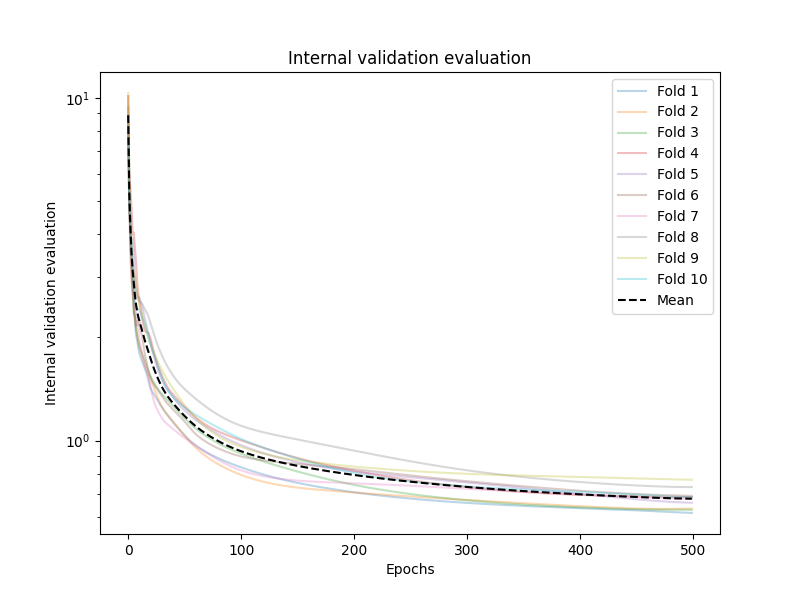 Internal validation evaluation
Internal validation evaluation
10¹
10⁰
0
100
200
300
400
500
Epochs
Fold 1
Fold 2
Fold 3
Fold 4
Fold 5
Fold 6
Fold 7
Fold 8
Fold 9
Fold 10
Mean